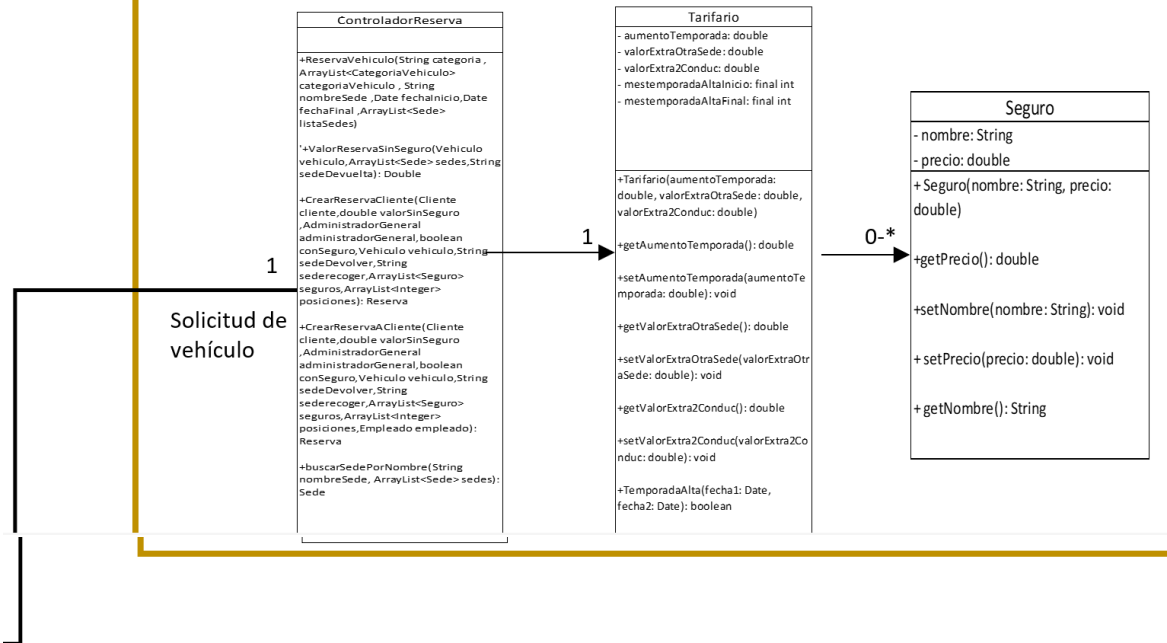 ControladorReserva
+ReservaVehiculo(String categoria ,
ArrayList<CategoriaVehiculo>
categoriaVehiculo , String
nombreSede ,Date fechaInicio,Date
fechaFinal ,ArrayList<Sede>
listaSedes)
'+ValorReservaSinSeguro(Vehiculo
vehiculo,ArrayList<Sede> sedes,String
sedeDevuelta): Double
+CrearReservaCliente(Cliente
cliente,double valorSinSeguro
,AdministradorGeneral
administradorGeneral,boolean
conSeguro,Vehiculo vehiculo,String
sedeDevolver,String
sederecoger,ArrayList<Seguro>
seguros,ArrayList<Integer>
posiciones): Reserva
+CrearReservaACliente(Cliente
cliente,double valorSinSeguro
,AdministradorGeneral
administradorGeneral,boolean
conSeguro,Vehiculo vehiculo,String
sedeDevolver,String
sederecoger,ArrayList<Seguro>
seguros,ArrayList<Integer>
posiciones,Empleado empleado):
Reserva
+buscarSedePorNombre(String
nombreSede, ArrayList<Sede> sedes):
Sede
1
Solicitud de
vehículo
1
Tarifario
- aumentoTemporada: double
- valorExtraOtraSede: double
- valorExtra2Conduc: double
- mestemporadaAltaInicio: final int
- mestemporadaAltaFinal: final int
+Tarifario(aumentoTemporada:
double, valorExtraOtraSede: double,
valorExtra2Conduc: double)
+getAumentoTemporada(): double
+setAumentoTemporada(aumentoTe
mporada: double): void
+getValorExtraOtraSede(): double
+setValorExtraOtraSede(valorExtraOtr
aSede: double): void
+getValorExtra2Conduc(): double
+setValorExtra2Conduc(valorExtra2Co
nduc: double): void
+TemporadaAlta(fecha1: Date,
fecha2: Date): boolean
0-*
Seguro
- nombre: String
- precio: double
+ Seguro(nombre: String, precio:
double)
+getPrecio(): double
+setNombre(nombre: String): void
+ setPrecio(precio: double): void
+ getNombre(): String